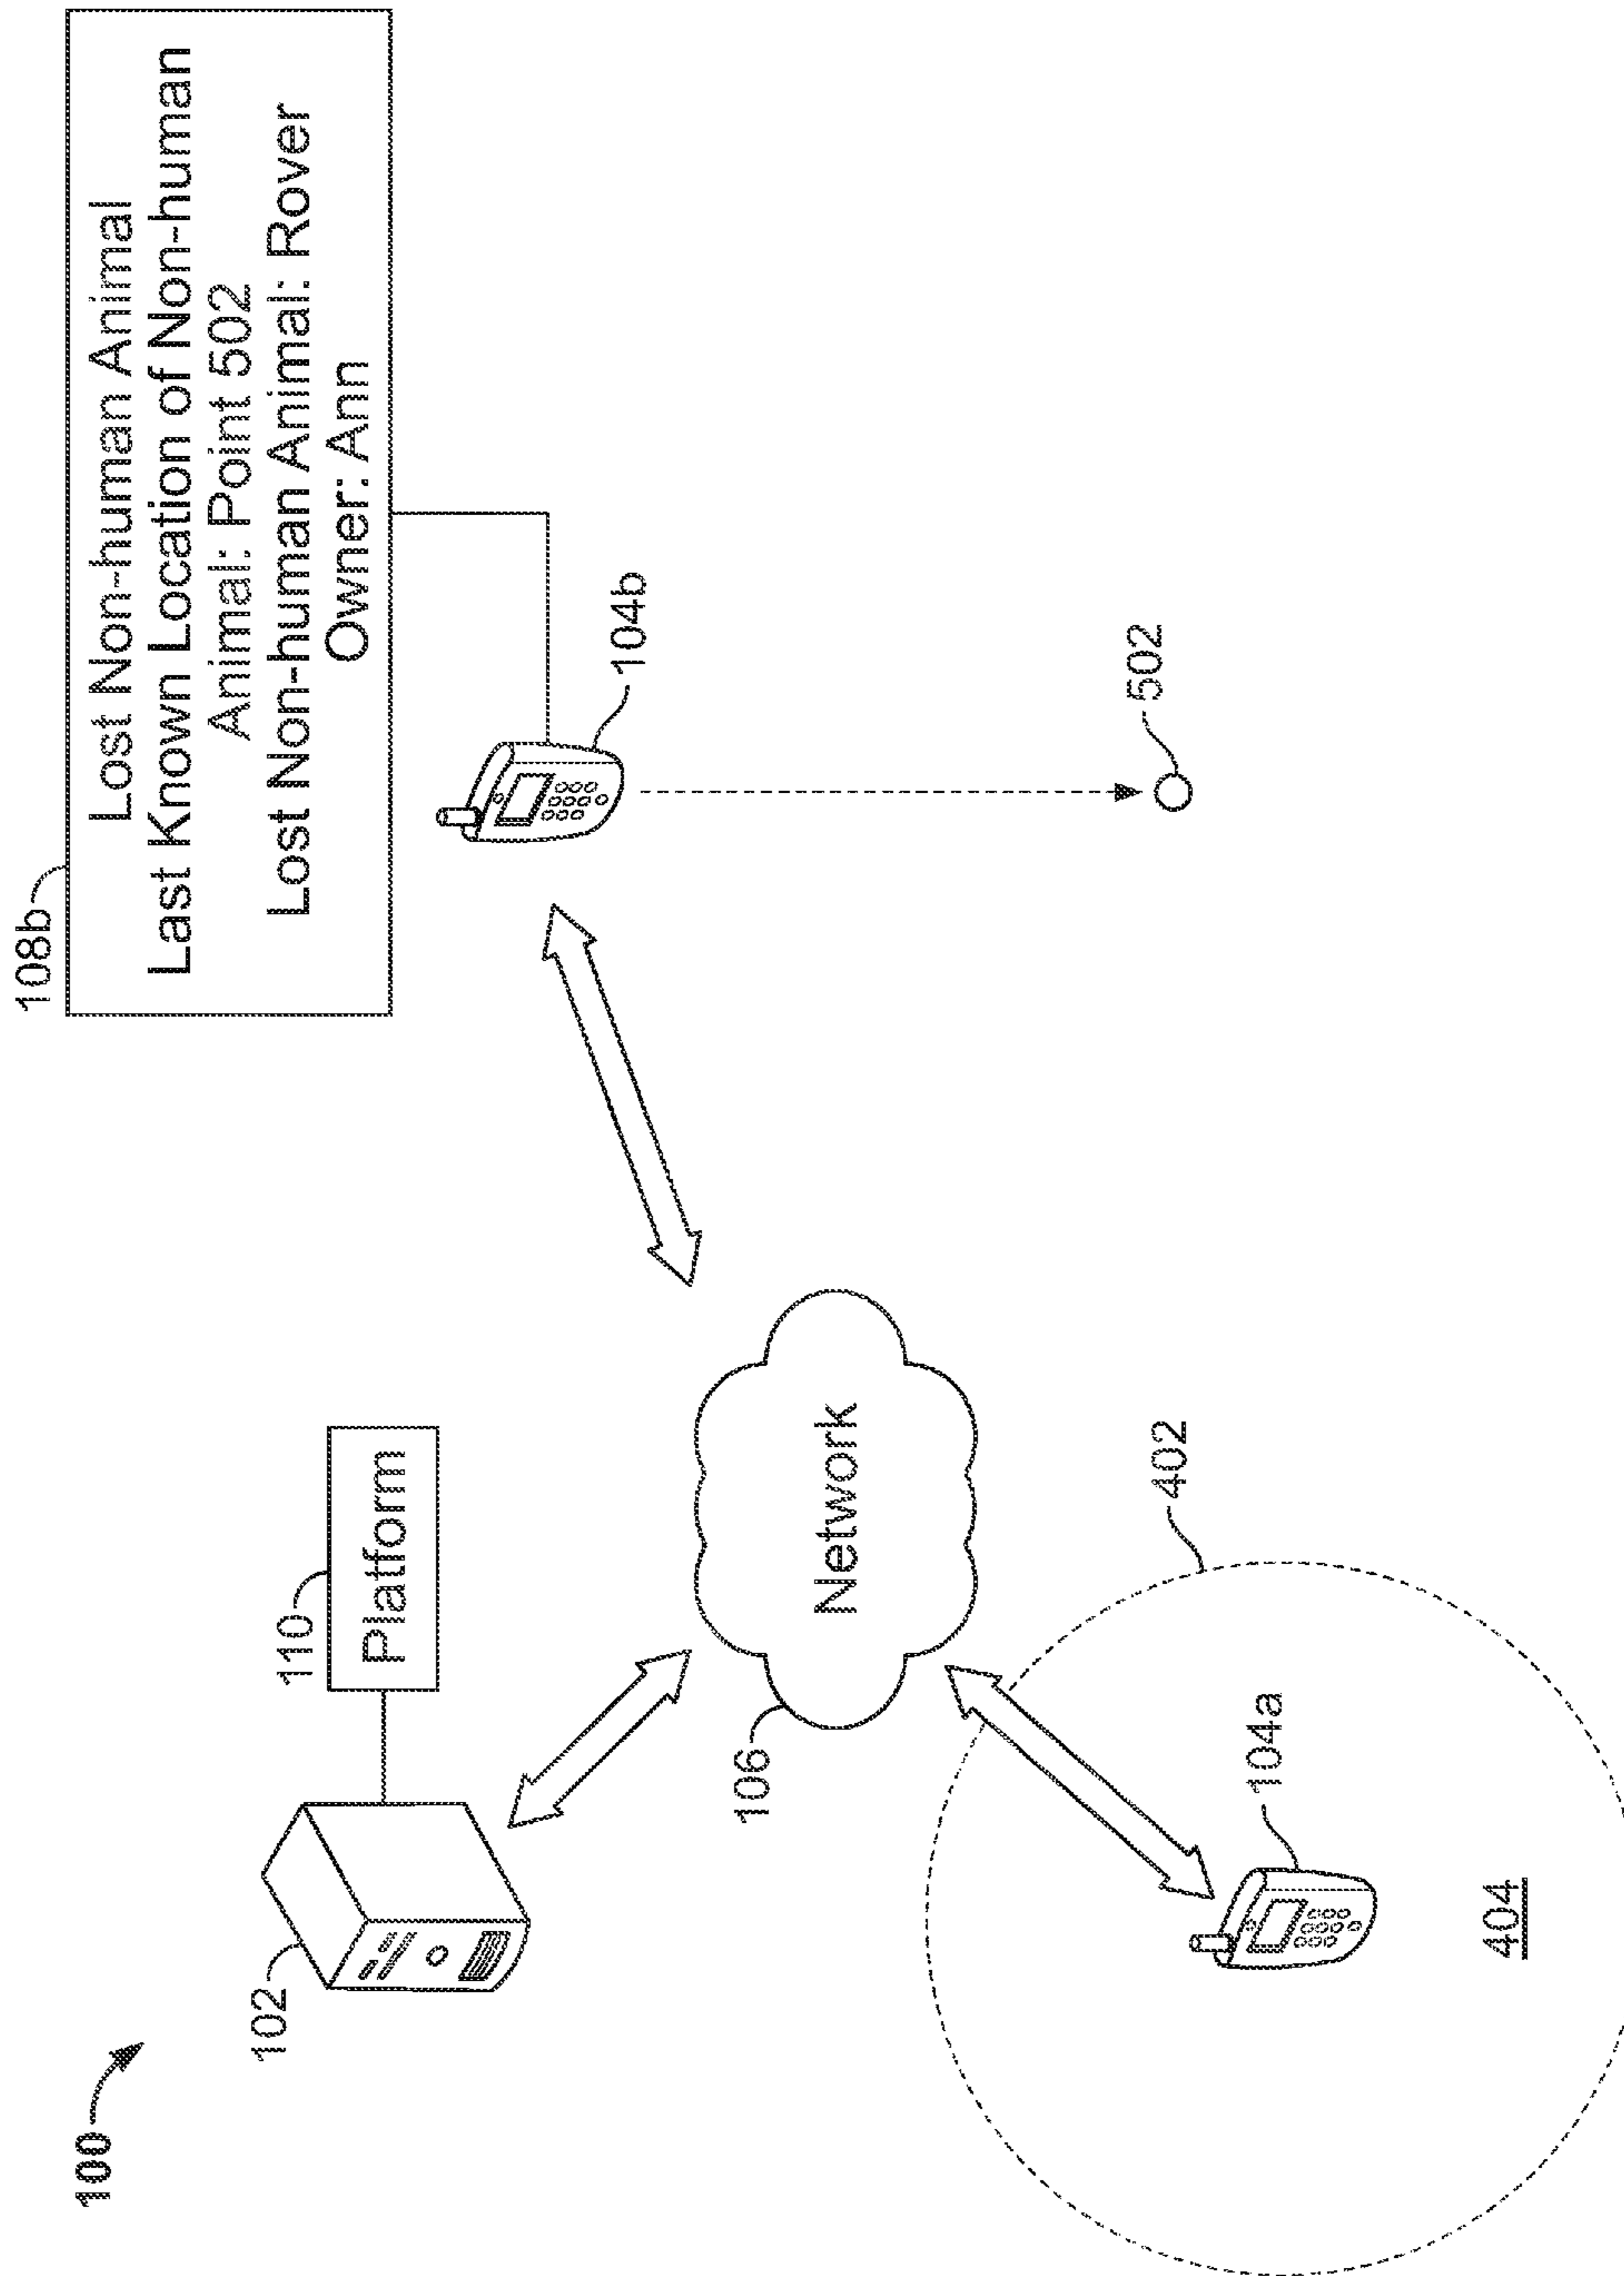 100
102
110
Platform
108b
Lost Non-human Animal
Last Known Location of Non-human
Animal: Point 502
Lost Non-human Animal: Rover
Owner: Ann
104b
106
Network
402
104a
404
502